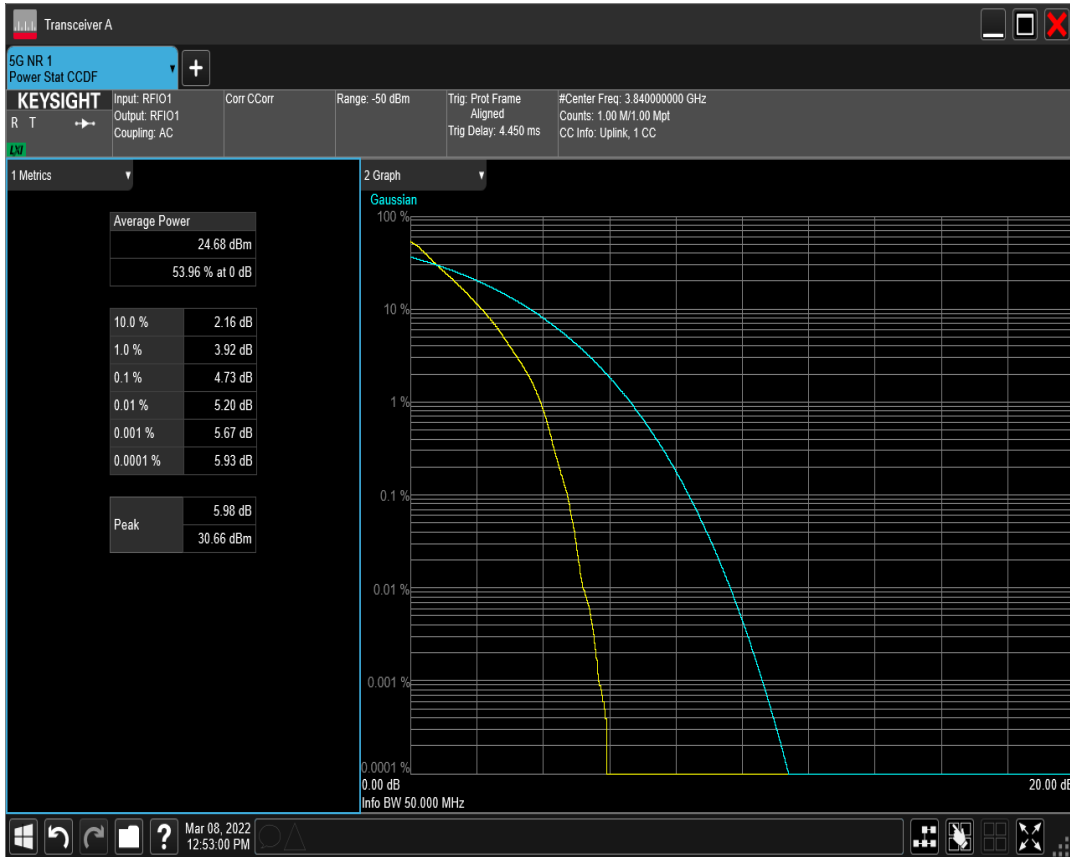 Transceiver A
5G NR 1
Power Stat CCDF
KEYSIGHT
R T
LXI
Input: RFIO1
Output: RFIO1
Coupling: AC
Corr CCorr
Range: -50 dBm
Trig: Prot Frame
Aligned
Trig Delay: 4.450 ms
#Center Freq: 3.840000000 GHz
Counts: 1.00 M/1.00 Mpt
CC Info: Uplink, 1 CC
1 Metrics
Average Power
24.68 dBm
53.96 % at 0 dB
10.0 % 2.16 dB
1.0 % 3.92 dB
0.1 % 4.73 dB
0.01 % 5.20 dB
0.001 % 5.67 dB
0.0001 % 5.93 dB
Peak
5.98 dB
30.66 dBm
2 Graph
Gaussian
100 %
10 %
1 %
0.1 %
0.01 %
0.001 %
0.0001 %
0.00 dB 20.00 dB
Info BW 50.000 MHz
?
Mar 08, 2022
12:53:00 PM